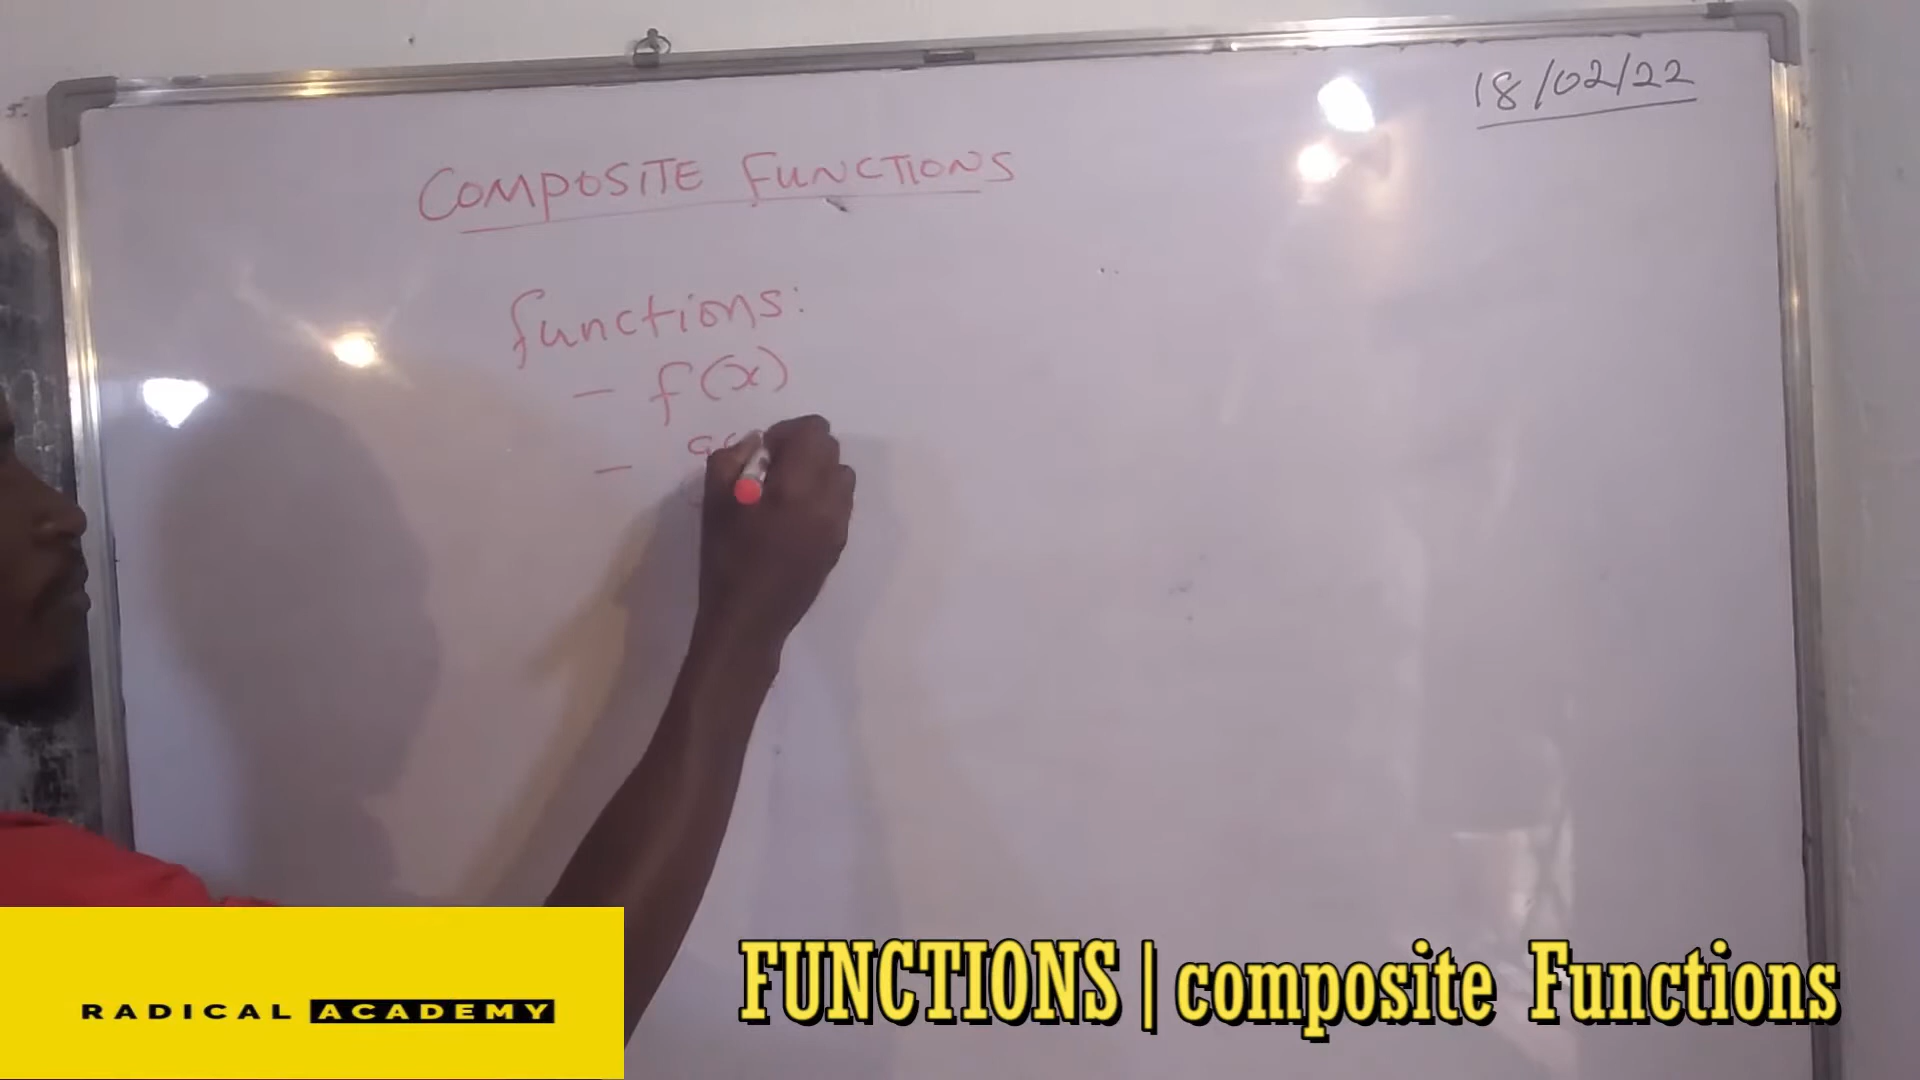 18/02/22
COMPOSITE FUNCTIONS
functions:
- f(x)
-
RADICAL ACADEMY
FUNCTIONS | composite Functions